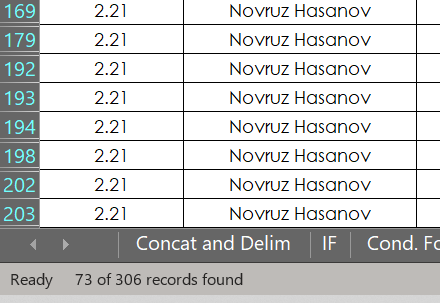 169 2.21 Novruz Hasanov
179 2.21 Novruz Hasanov
192 2.21 Novruz Hasanov
193 2.21 Novruz Hasanov
194 2.21 Novruz Hasanov
198 2.21 Novruz Hasanov
202 2.21 Novruz Hasanov
203 2.21 Novruz Hasanov
Concat and Delim IF Cond. Fo
Ready 73 of 306 records found